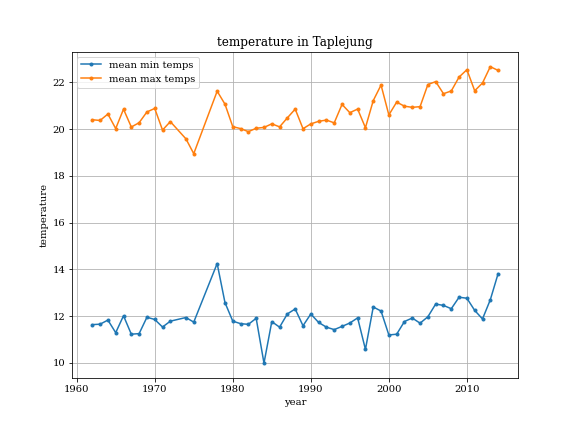 temperature in Taplejung
mean min temps
mean max temps
22
20
18
16
14
12
10
temperature
1960 1970 1980 1990 2000 2010
year